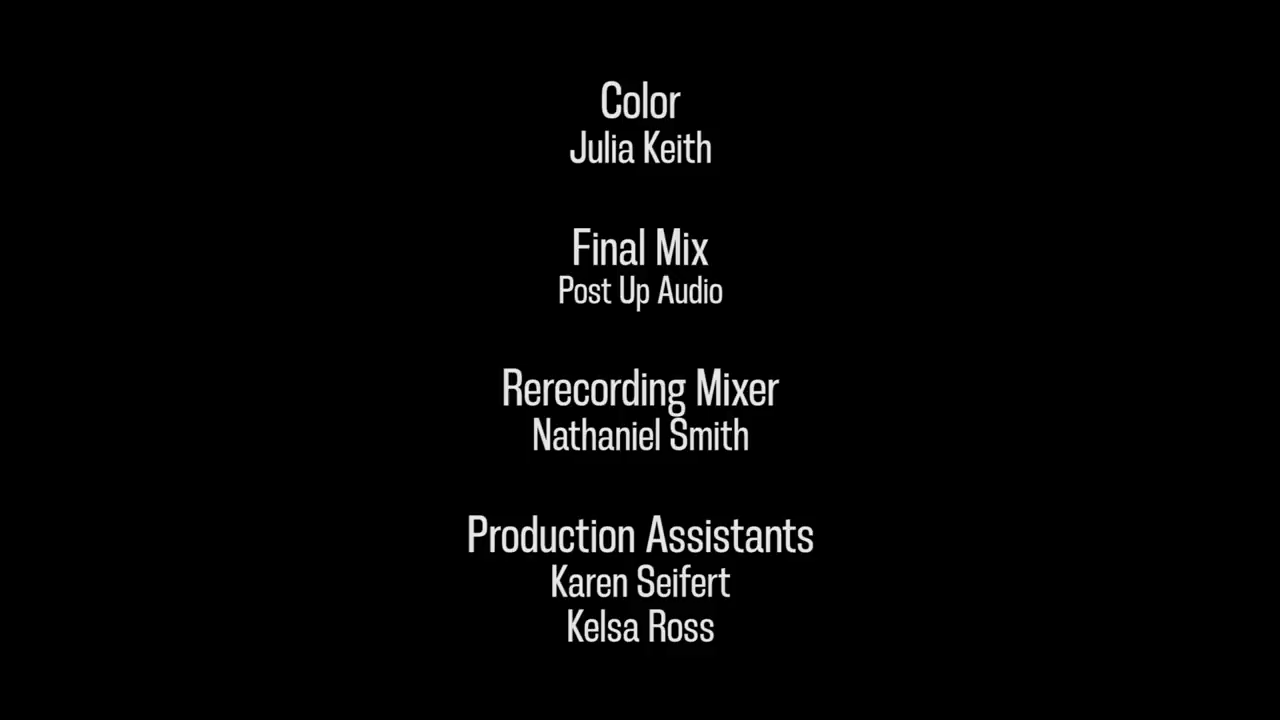 Color
Julia Keith
Final Mix
Post Up Audio
Rerecording Mixer
Nathaniel Smith
Production Assistants
Karen Seifert
Kelsa Ross